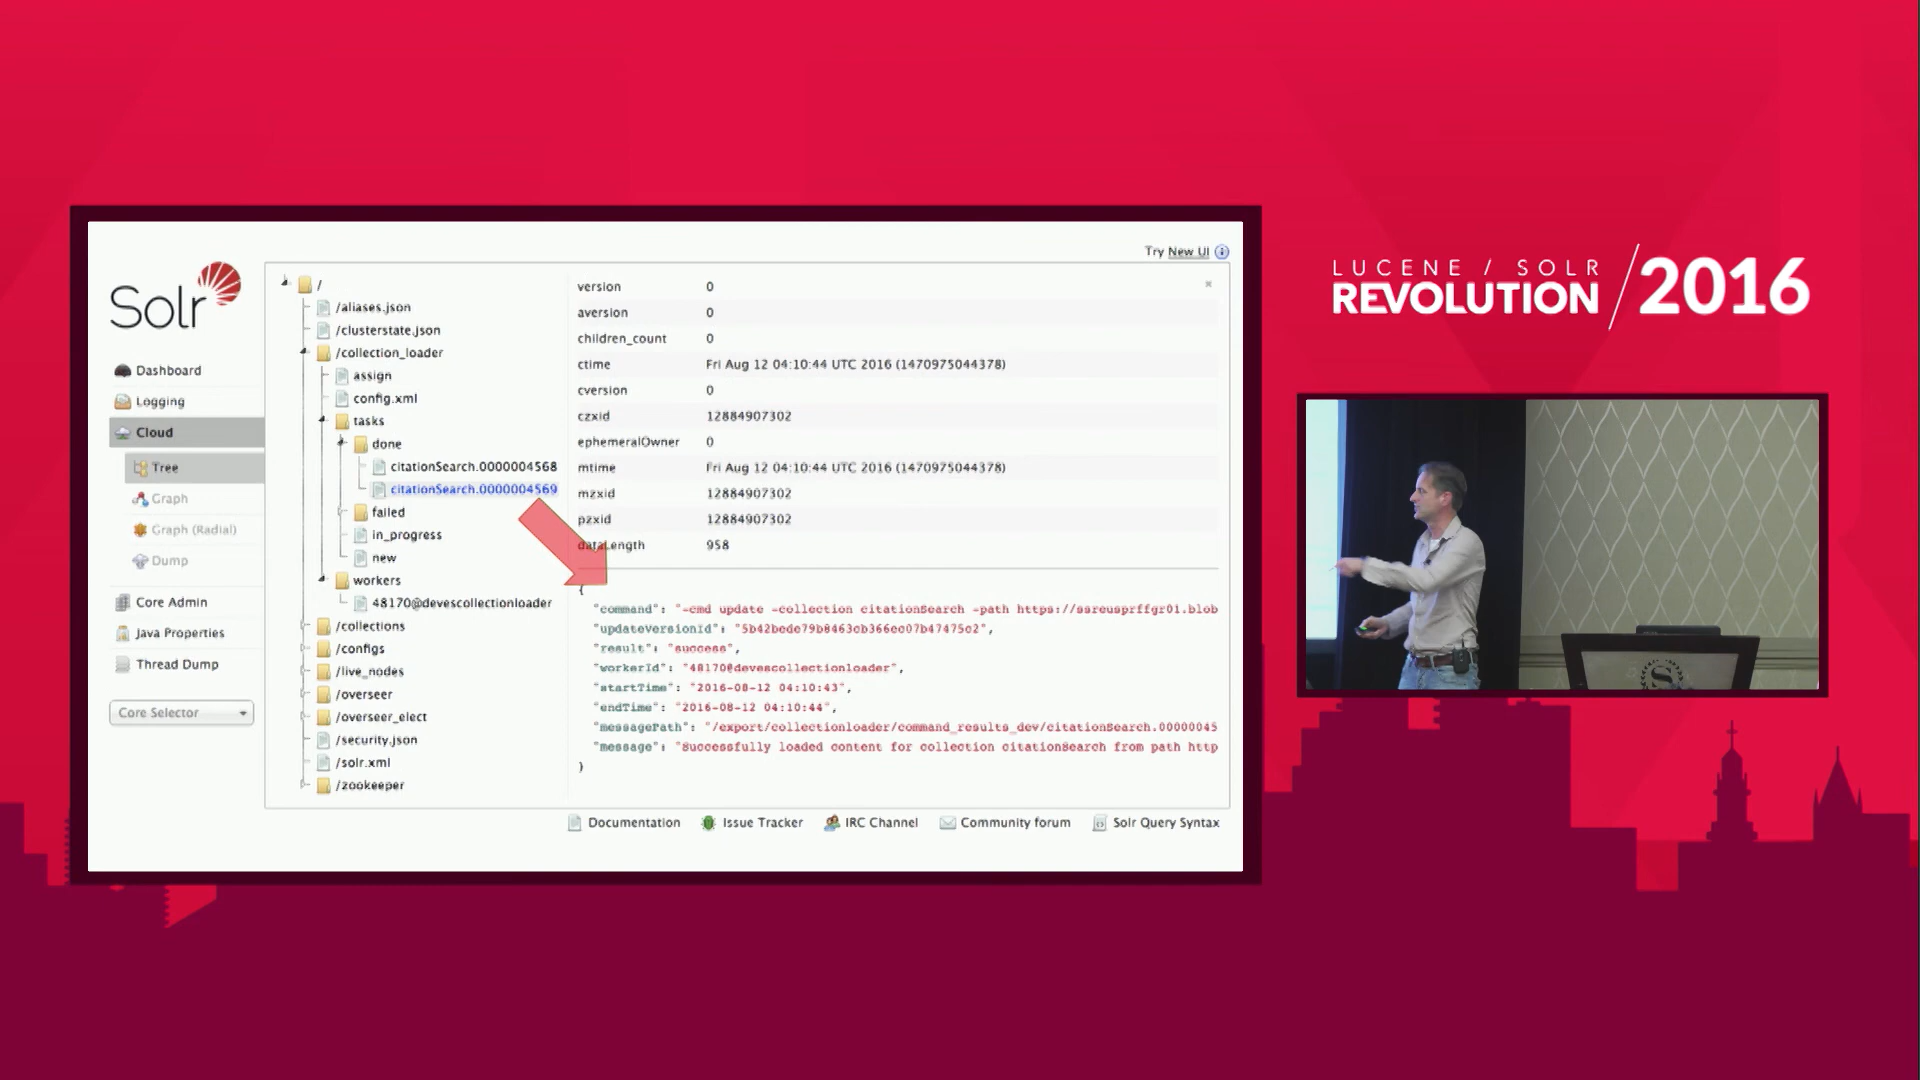 Try New UI
Solr
Dashboard
Logging
Cloud
Tree
Graph
Graph (Radial)
Dump
Core Admin
Java Properties
Thread Dump
Core Selector
/
/aliases.json
/clusterstate.json
/collection_loader
assign
config.xml
tasks
done
citationSearch.0000004568
citationSearch.0000004569
failed
in_progress
new
workers
48170@devescollectionloader
/collections
/configs
/live_nodes
/overseer
/overseer_elect
/security.json
/solr.xml
/zookeeper
version 0
aversion 0
children_count 0
ctime Fri Aug 12 04:10:44 UTC 2016 (1470975044378)
cversion 0
czxid 12884907302
ephemeralOwner 0
mtime Fri Aug 12 04:10:44 UTC 2016 (1470975044378)
mzxid 12884907302
pzxid 12884907302
dataLength 958
{
"command": "-cmd update -collection citationSearch -path https://ssreusprffgr01.blob
"updateVersionId":
"result": "success",
"workerId": "48170@devescollectionloader",
"startTime": "2016-08-12 04:10:43",
"endTime": "2016-08-12 04:10:44",
"messagePath": "/export/collectionloader/command_results_dev/citationSearch.00000045
"message": "Successfully loaded content for collection citationSearch from path http
}
Documentation Issue Tracker IRC Channel Community forum Solr Query Syntax
LUCENE / SOLR
REVOLUTION / 2016